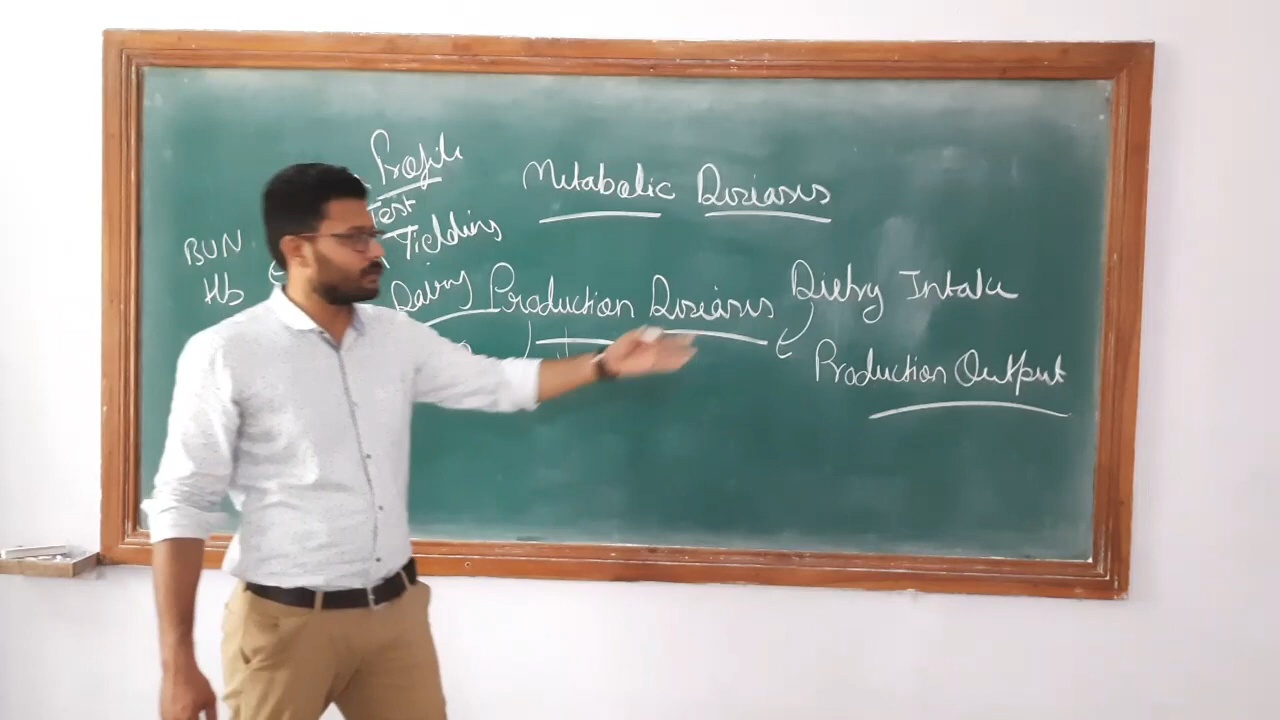 Profile
Test
Metabolic Diseases
Yielding
BUN
Hb
Dairy
Production Diseases
Dietry Intake
Production Output